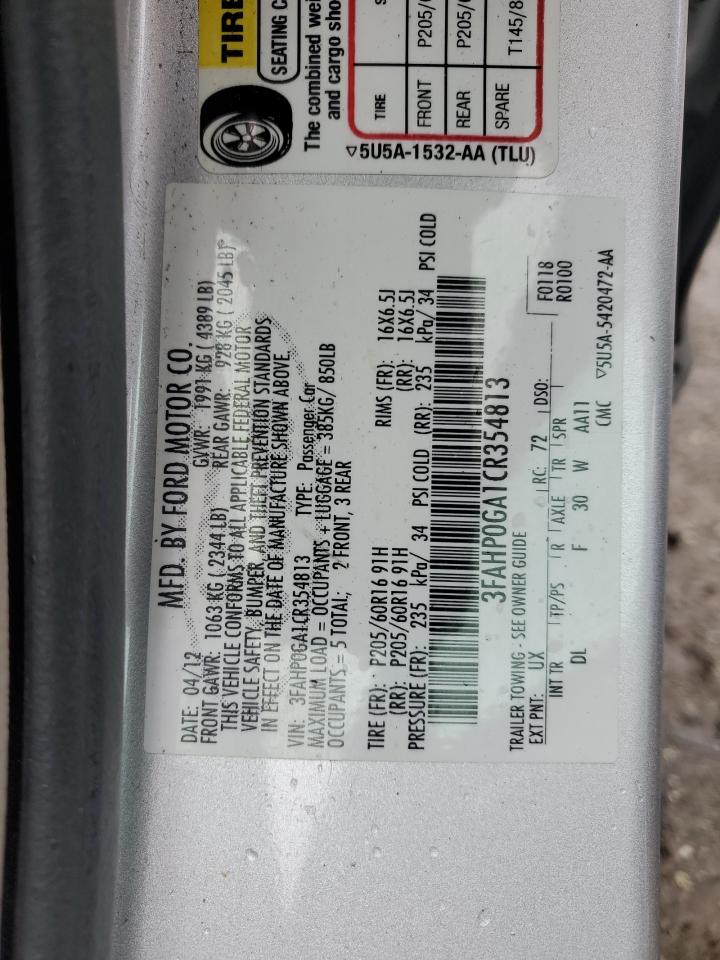 MFD. BY FORD MOTOR CO.
DATE: 04/12 GVWR: 1991 KG ( 4389 LB)
FRONT GAWR: 1063 KG ( 2344 LB) REAR GAWR: 928 KG ( 2045 LB)
THIS VEHICLE CONFORMS TO ALL APPLICABLE FEDERAL MOTOR
VEHICLE SAFETY, BUMPER, AND THEFT PREVENTION STANDARDS
IN EFFECT ON THE DATE OF MANUFACTURE SHOWN ABOVE
VIN: 3FAHP0GA1CR354813 TYPE: Passenger Car
MAXIMUM LOAD = OCCUPANTS + LUGGAGE = 385KG/ 850LB
OCCUPANTS = 5 TOTAL; 2 FRONT, 3 REAR
TIRE (FR): P205/60R16 91H RIMS (FR): 16X6.5J
(RR): P205/60R16 91H (RR): 16X6.5J
PRESSURE (FR): 235 kPa/ 34 PSI COLD (RR): 235 kPa/ 34 PSI COLD
3FAHP0GA1CR354813
TRAILER TOWING - SEE OWNER GUIDE
EXT PNT: UX RC: 72 DSO: F0118
R0100
INT TR TP/PS R AXLE TR SPR
DL F 30 W AA11
CMC ▽5U5A-5420472-AA
TIRE
SEATING C
The combined wei
and cargo sho
TIRE S
FRONT P205/6
REAR P205/6
SPARE T145/8
▽5U5A-1532-AA (TLU)